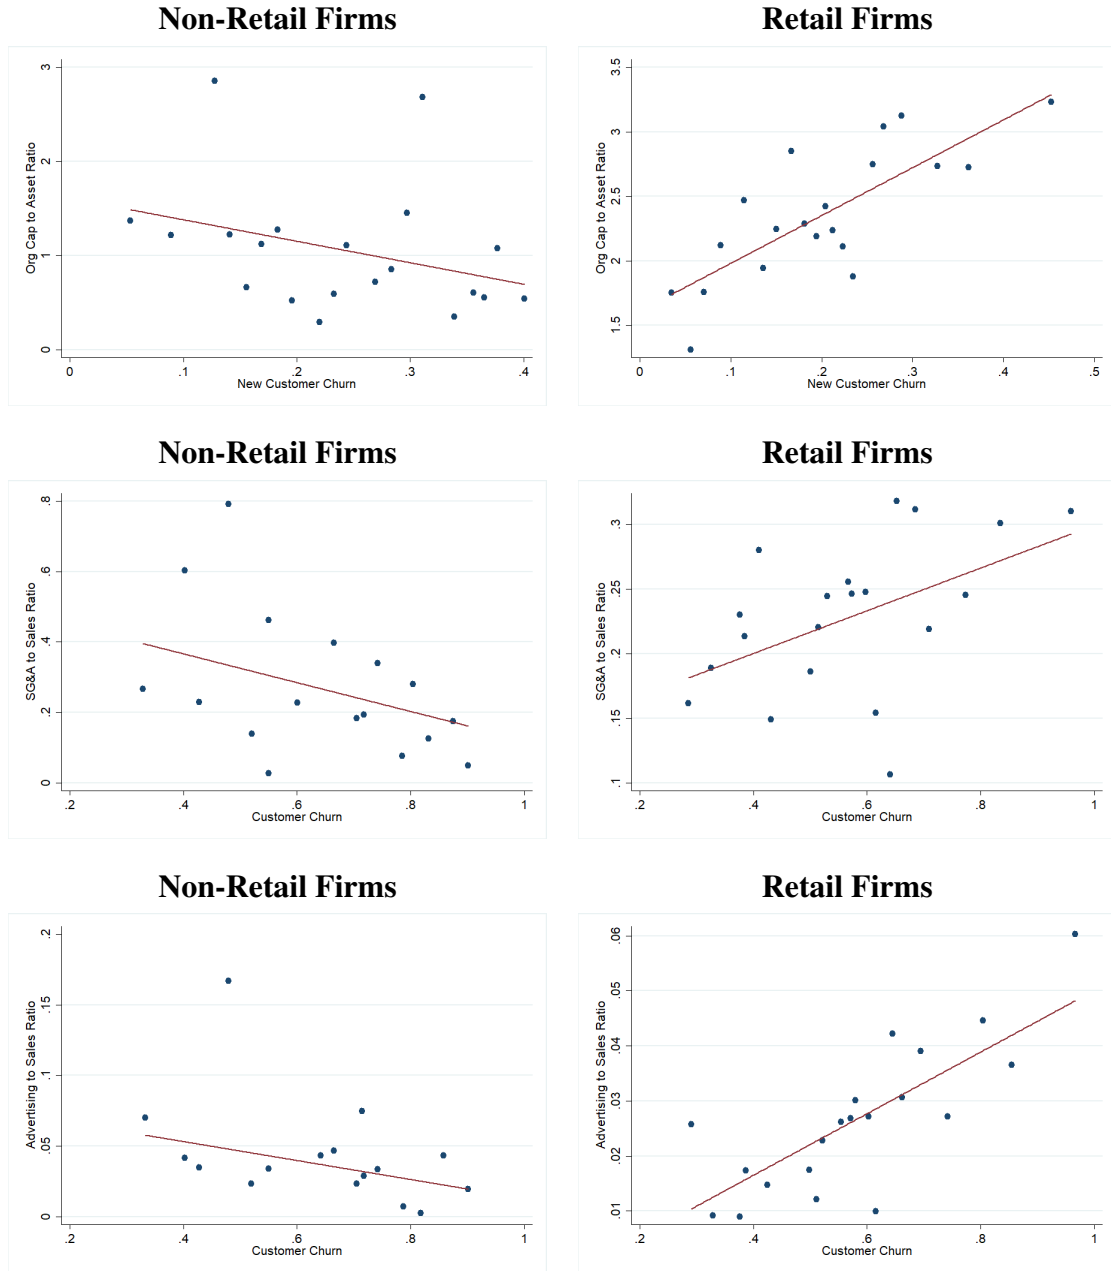 Non-Retail Firms
Retail Firms
Org Cap to Asset Ratio
3
2
1
0
0 .1 .2 .3 .4
New Customer Churn
Org Cap to Asset Ratio
3.5
3
2.5
2
1.5
0 .1 .2 .3 .4 .5
New Customer Churn
Non-Retail Firms
Retail Firms
SG&A to Sales Ratio
.8
.6
.4
.2
0
.2 .4 .6 .8 1
Customer Churn
SG&A to Sales Ratio
.3
.25
.2
.15
.1
.2 .4 .6 .8 1
Customer Churn
Non-Retail Firms
Retail Firms
Advertising to Sales Ratio
.2
.15
.1
.05
0
.2 .4 .6 .8 1
Customer Churn
Advertising to Sales Ratio
.06
.05
.04
.03
.02
.01
.2 .4 .6 .8 1
Customer Churn